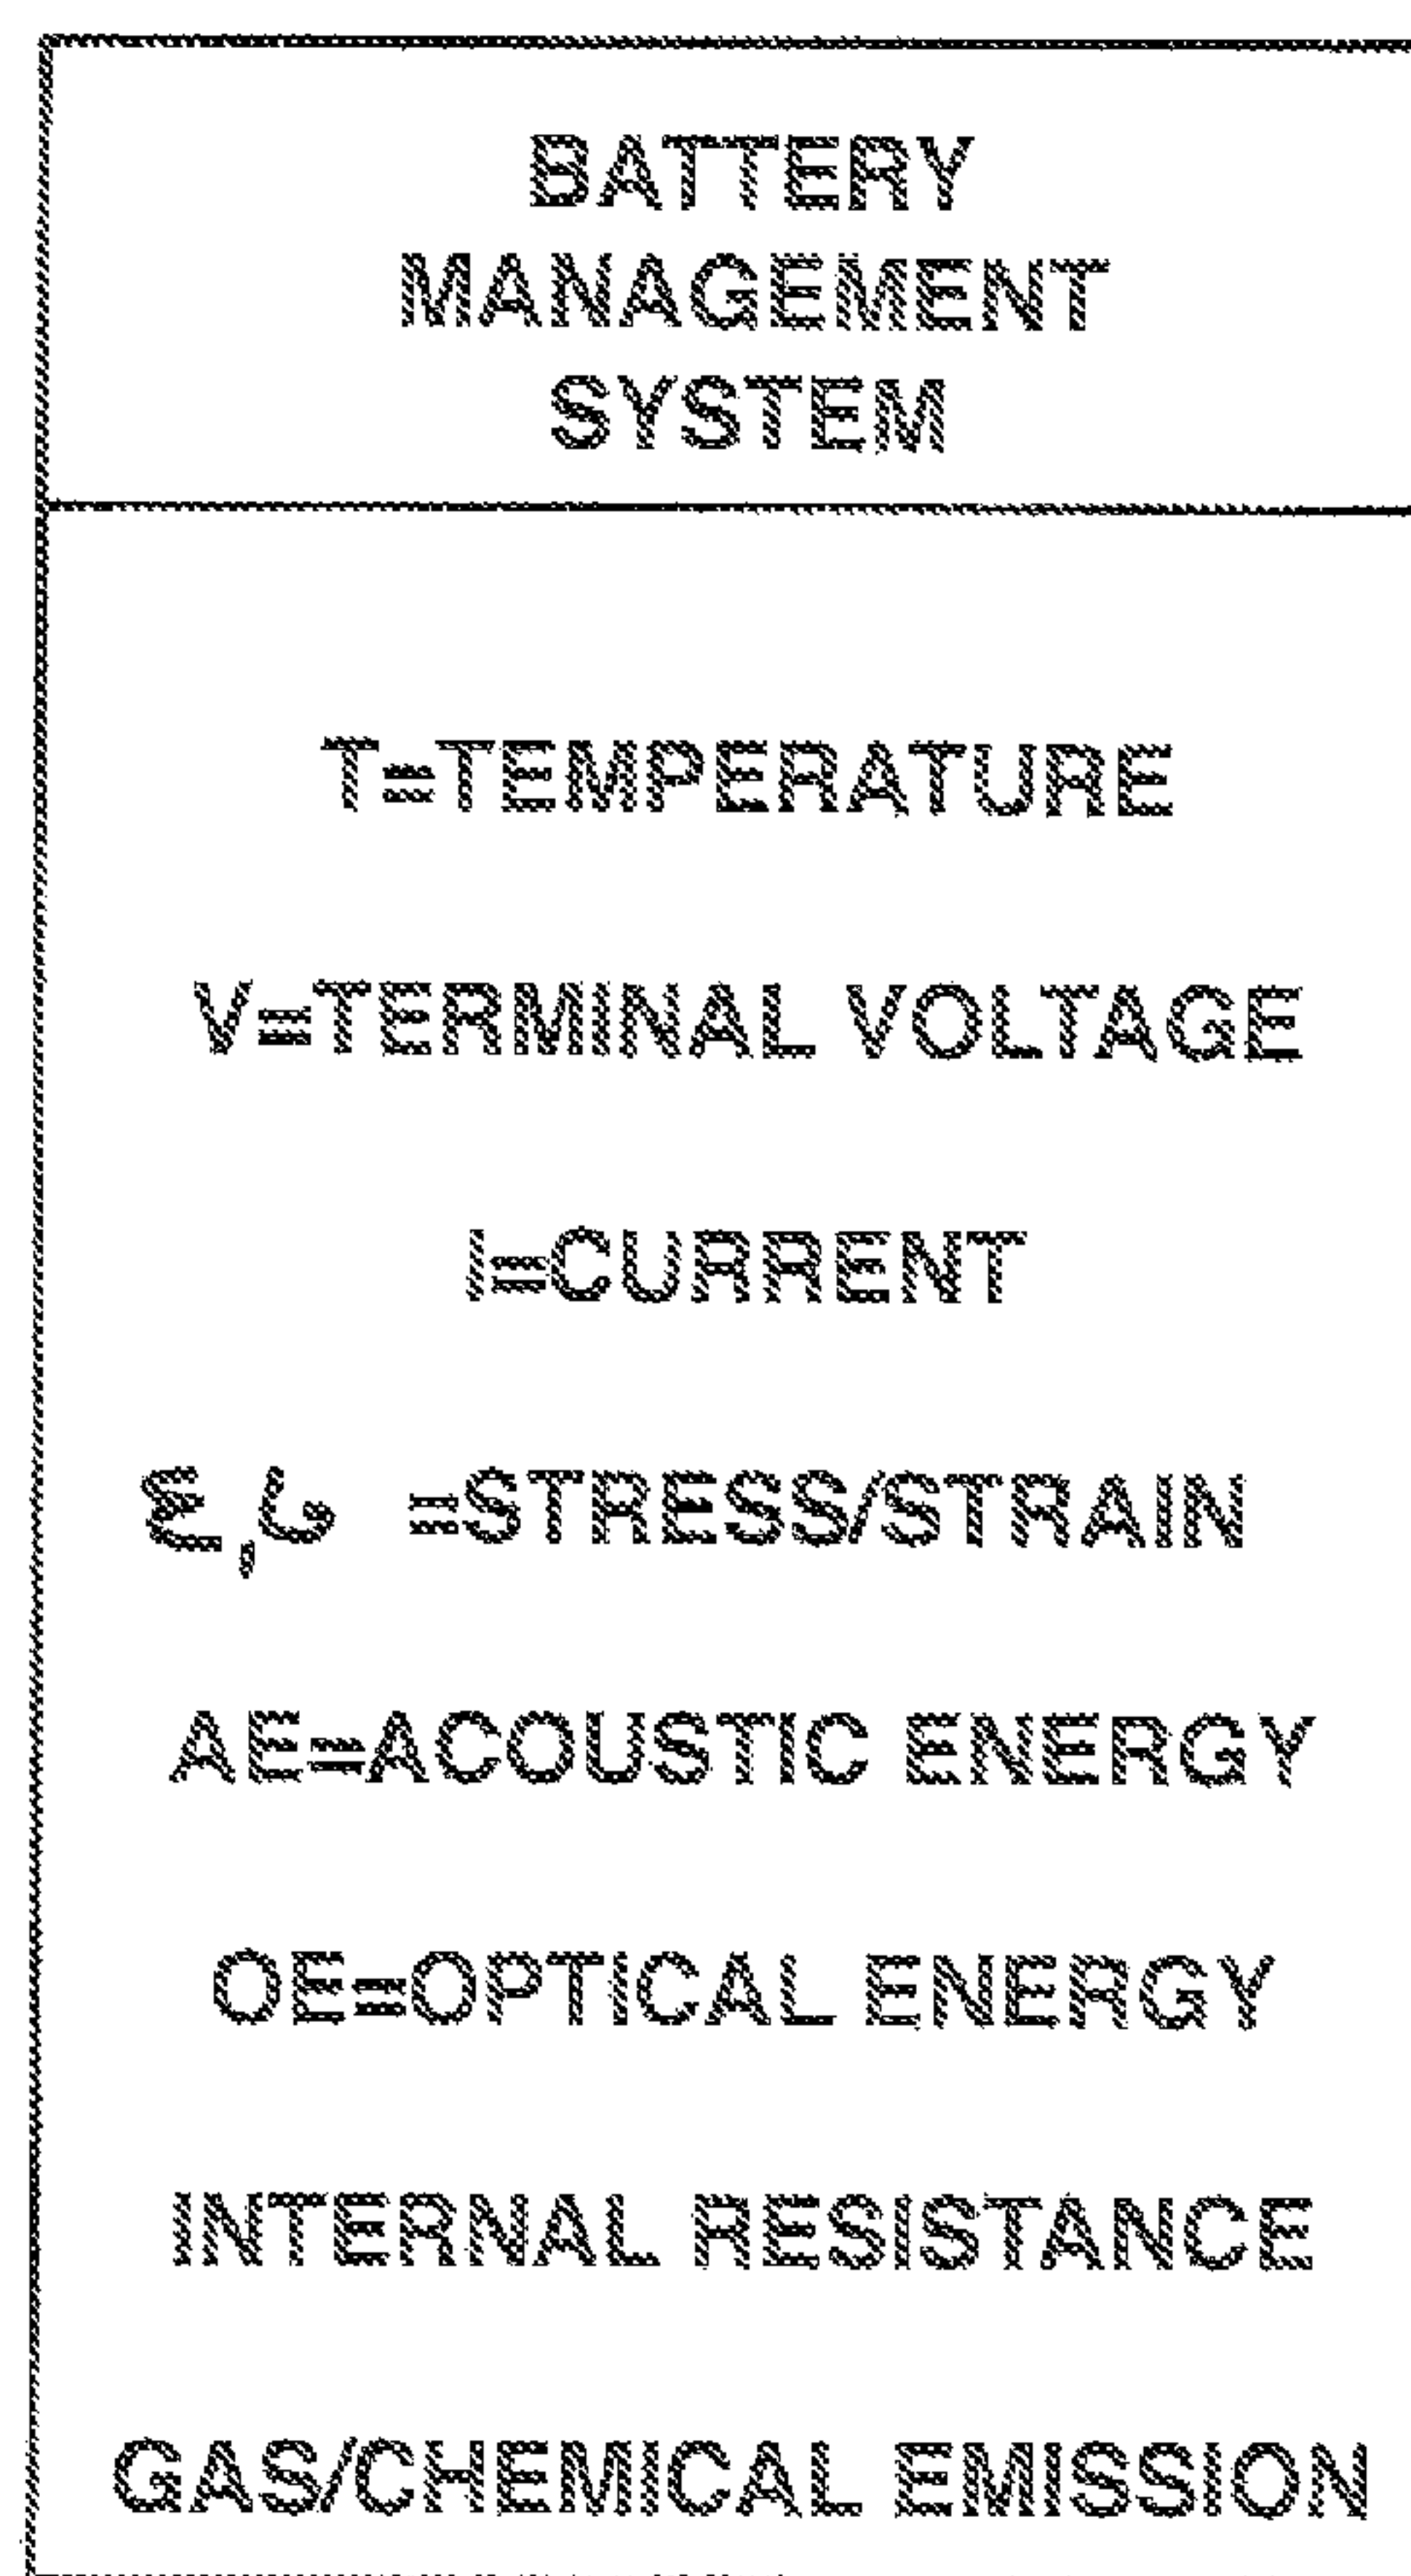 BATTERY
MANAGEMENT
SYSTEM
T=TEMPERATURE
V=TERMINAL VOLTAGE
I=CURRENT
=STRESS/STRAIN
AE=ACOUSTIC ENERGY
OE=OPTICAL ENERGY
INTERNAL RESISTANCE
GAS/CHEMICAL EMISSION